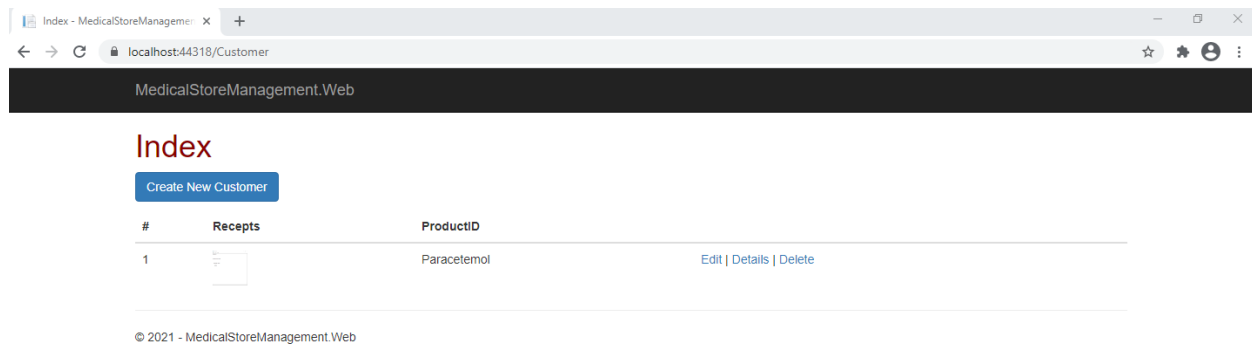 Index - MedicalStoreManagemen
localhost:44318/Customer
MedicalStoreManagement.Web
Index
Create New Customer
# Recepts ProductID
1 Paracetemol Edit | Details | Delete
© 2021 - MedicalStoreManagement.Web